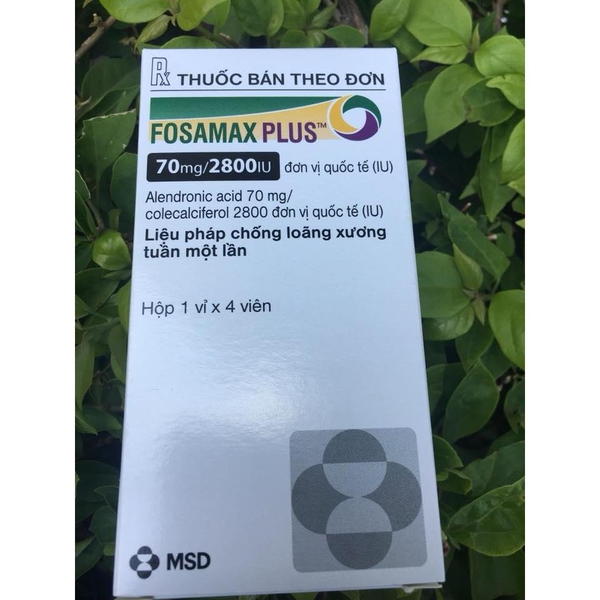 Rx THUỐC BÁN THEO ĐƠN
FOSAMAX PLUS™
70mg/2800IU đơn vị quốc tế (IU)
Alendronic acid 70 mg/
colecalciferol 2800 đơn vị quốc tế (IU)
Liệu pháp chống loãng xương
tuần một lần
Hộp 1 vỉ x 4 viên
MSD